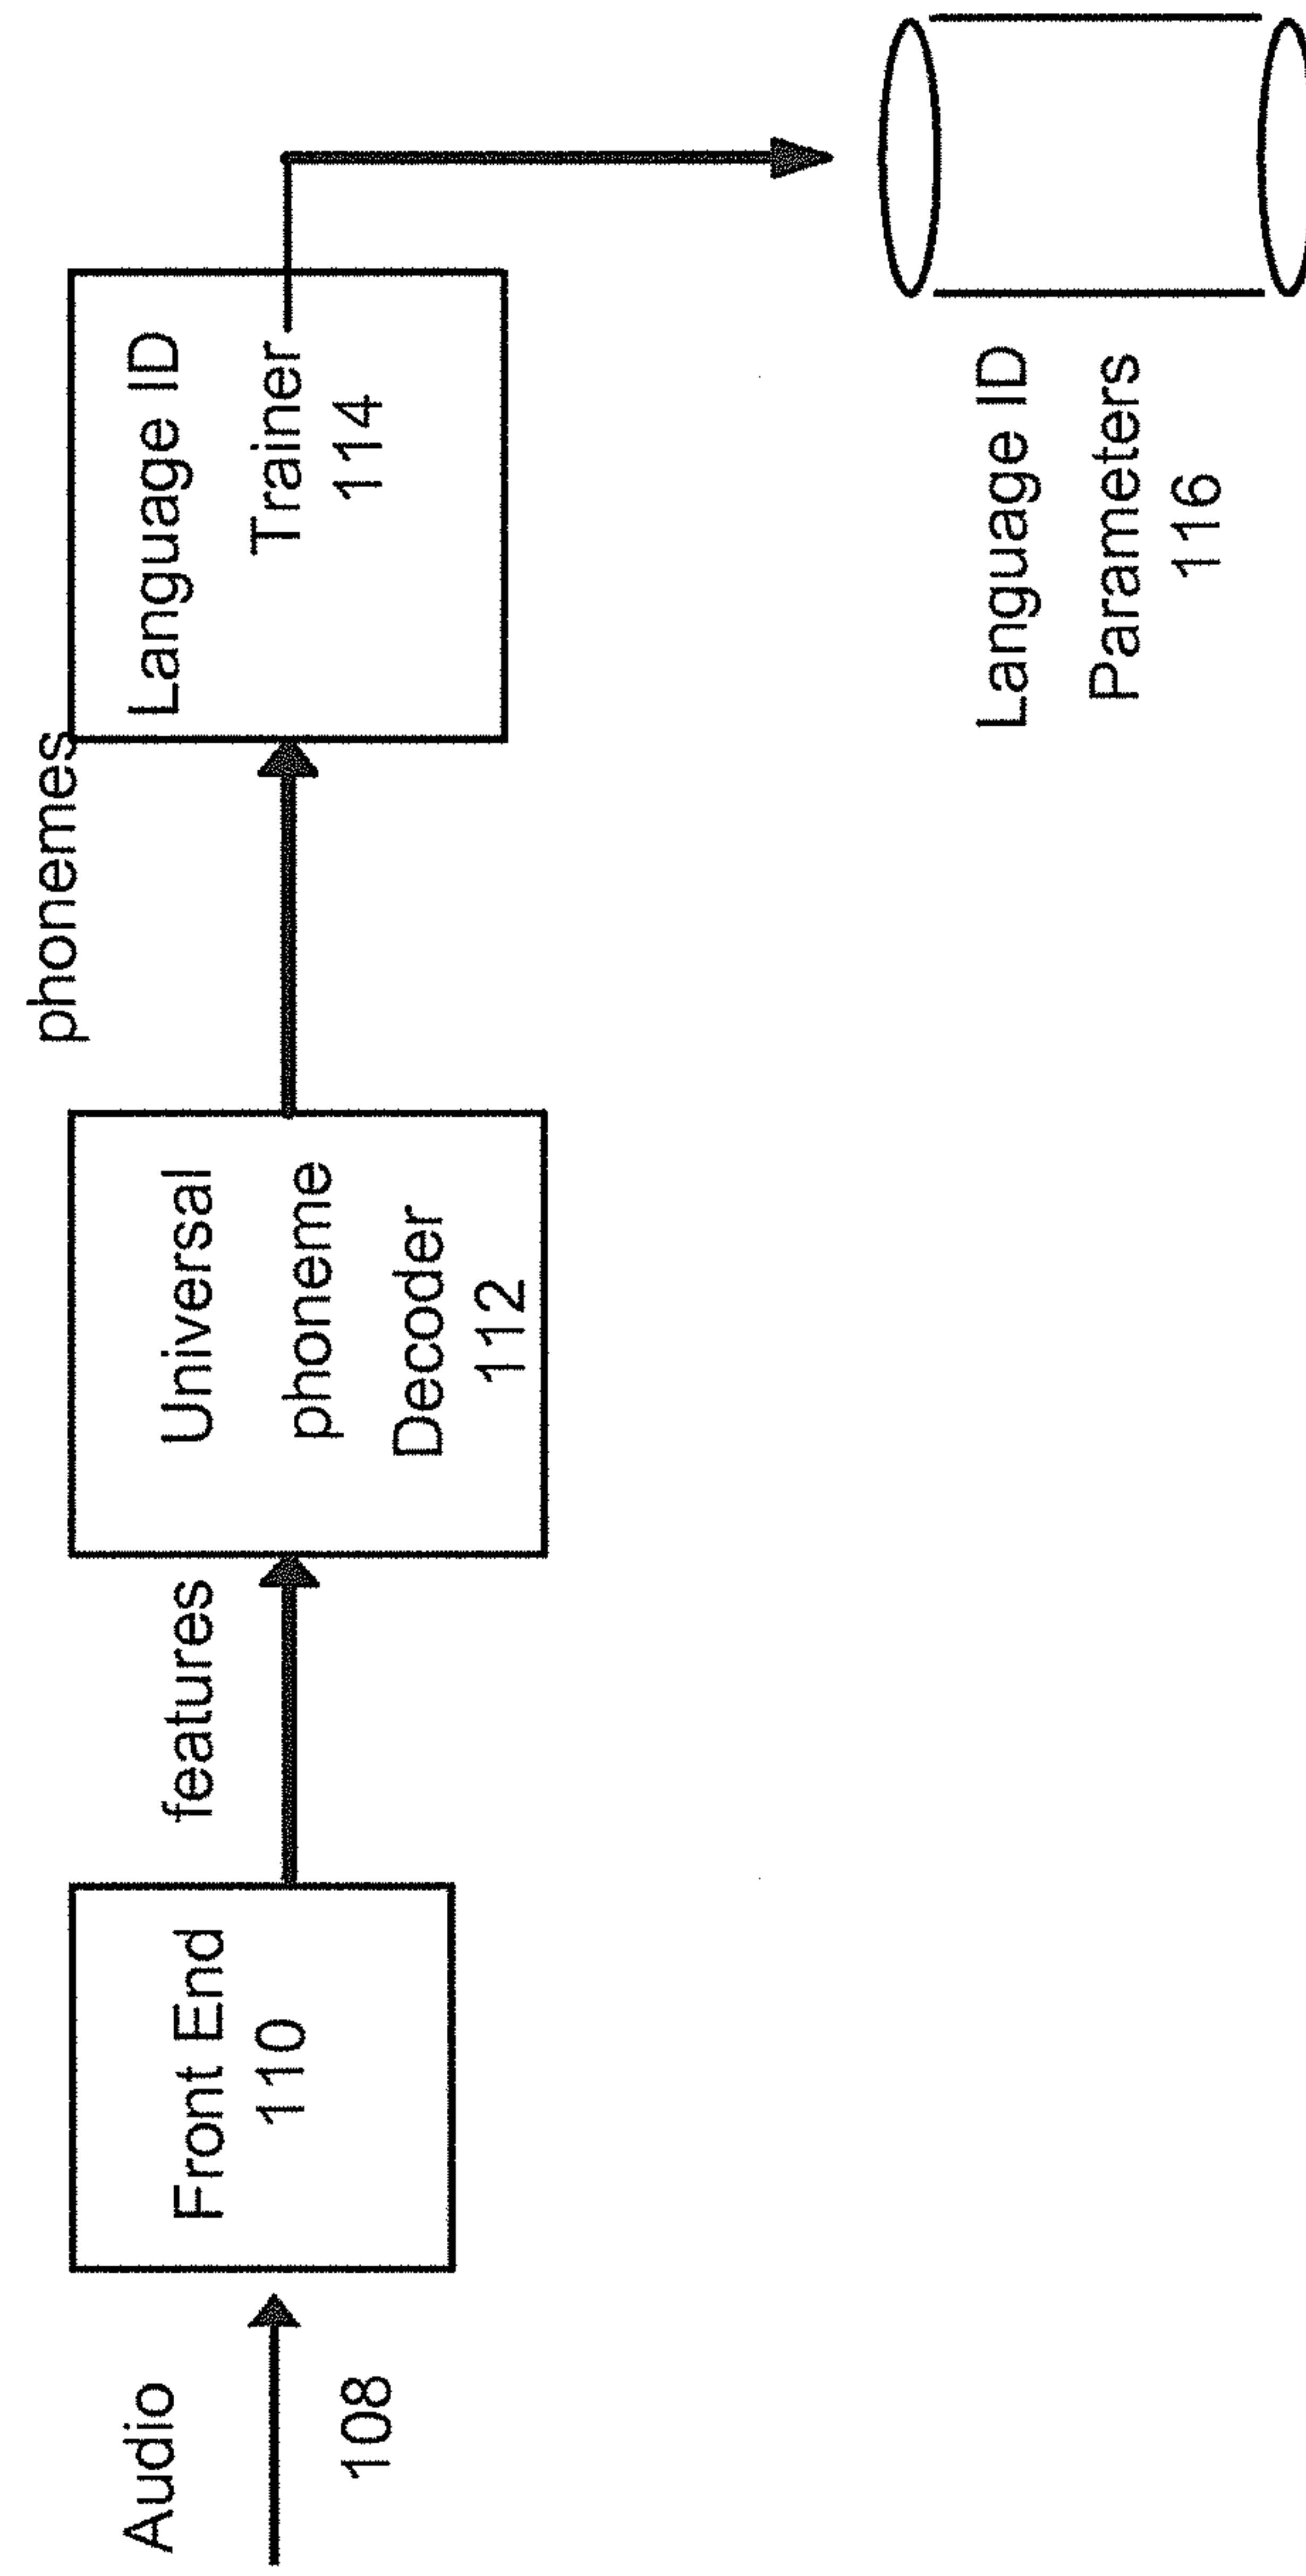 Audio
108
Front End
110
features
Universal
phoneme
Decoder
112
phonemes
Language ID
Trainer
114
Language ID
Parameters
116